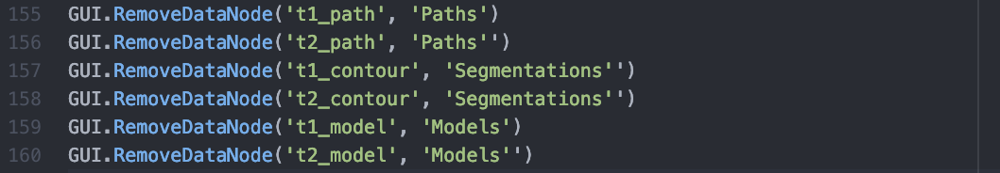 155 GUI.RemoveDataNode('t1_path', 'Paths')
156 GUI.RemoveDataNode('t2_path', 'Paths'')
157 GUI.RemoveDataNode('t1_contour', 'Segmentations'')
158 GUI.RemoveDataNode('t2_contour', 'Segmentations'')
159 GUI.RemoveDataNode('t1_model', 'Models')
160 GUI.RemoveDataNode('t2_model', 'Models'')